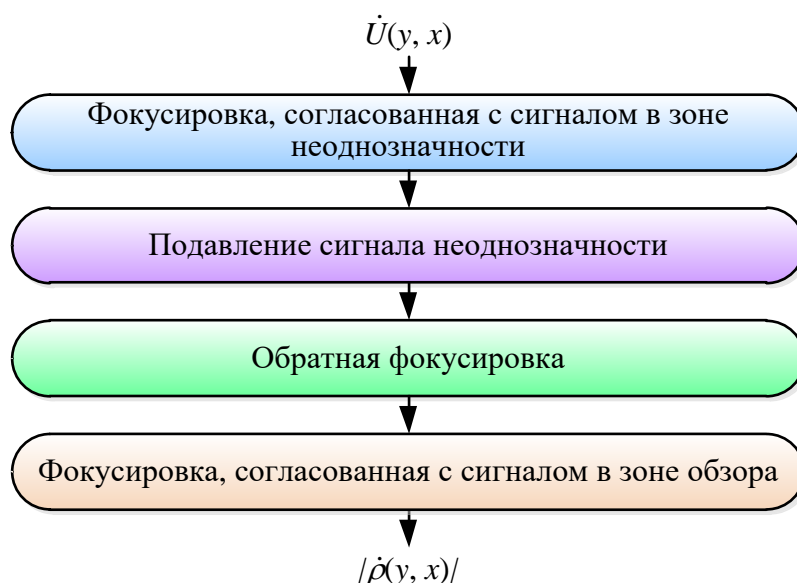 U̇(y, x)
Фокусировка, согласованная с сигналом в зоне
неоднозначности
Подавление сигнала неоднозначности
Обратная фокусировка
Фокусировка, согласованная с сигналом в зоне обзора
|ρ̇(y, x)|